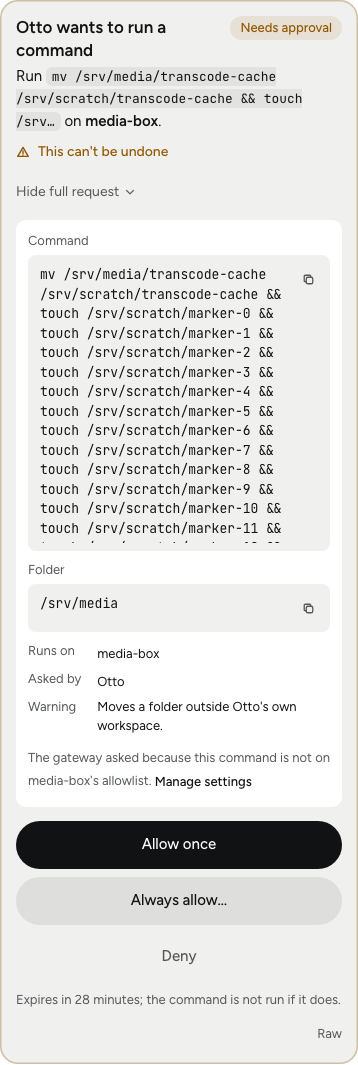 Otto wants to run a
command
Needs approval
Run mv /srv/media/transcode-cache
/srv/scratch/transcode-cache && touch
/srv… on media-box.
This can't be undone
Hide full request
Command
mv /srv/media/transcode-cache
/srv/scratch/transcode-cache &&
touch /srv/scratch/marker-0 &&
touch /srv/scratch/marker-1 &&
touch /srv/scratch/marker-2 &&
touch /srv/scratch/marker-3 &&
touch /srv/scratch/marker-4 &&
touch /srv/scratch/marker-5 &&
touch /srv/scratch/marker-6 &&
touch /srv/scratch/marker-7 &&
touch /srv/scratch/marker-8 &&
touch /srv/scratch/marker-9 &&
touch /srv/scratch/marker-10 &&
touch /srv/scratch/marker-11 &&
Folder
/srv/media
Runs on media-box
Asked by Otto
Warning Moves a folder outside Otto's own
workspace.
The gateway asked because this command is not on
media-box's allowlist. Manage settings
Allow once
Always allow...
Deny
Expires in 28 minutes; the command is not run if it does.
Raw